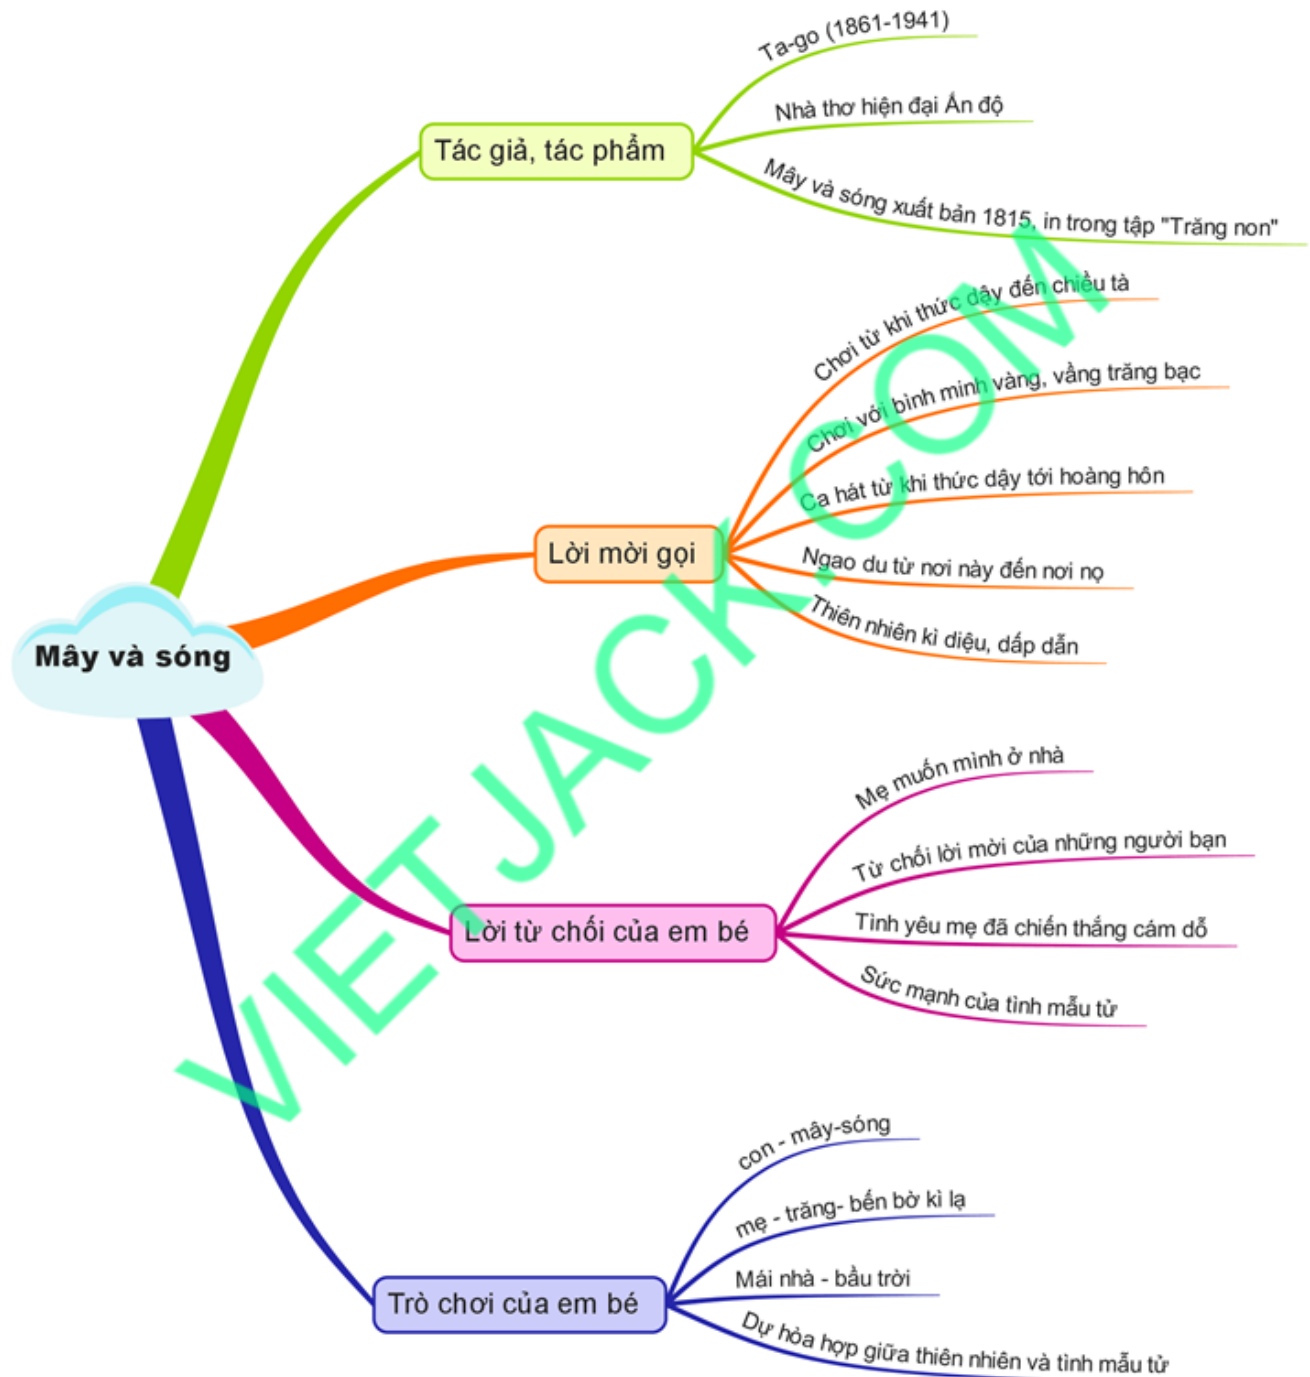 Mây và sóng
Tác giả, tác phẩm
Ta-go (1861-1941)
Nhà thơ hiện đại Ấn độ
Mây và sóng xuất bản 1815, in trong tập "Trăng non"
Lời mời gọi
Chơi từ khi thức dậy đến chiều tà
Chơi với bình minh vàng, vầng trăng bạc
Ca hát từ khi thức dậy tới hoàng hôn
Ngao du từ nơi này đến nơi nọ
Thiên nhiên kì diệu, dấp dẫn
Lời từ chối của em bé
Mẹ muốn mình ở nhà
Từ chối lời mời của những người bạn
Tình yêu mẹ đã chiến thắng cám dỗ
Sức mạnh của tình mẫu tử
Trò chơi của em bé
con - mây-sóng
mẹ - trăng- bến bờ kì lạ
Mái nhà - bầu trời
Dự hòa hợp giữa thiên nhiên và tình mẫu tử
VIETJACK.COM